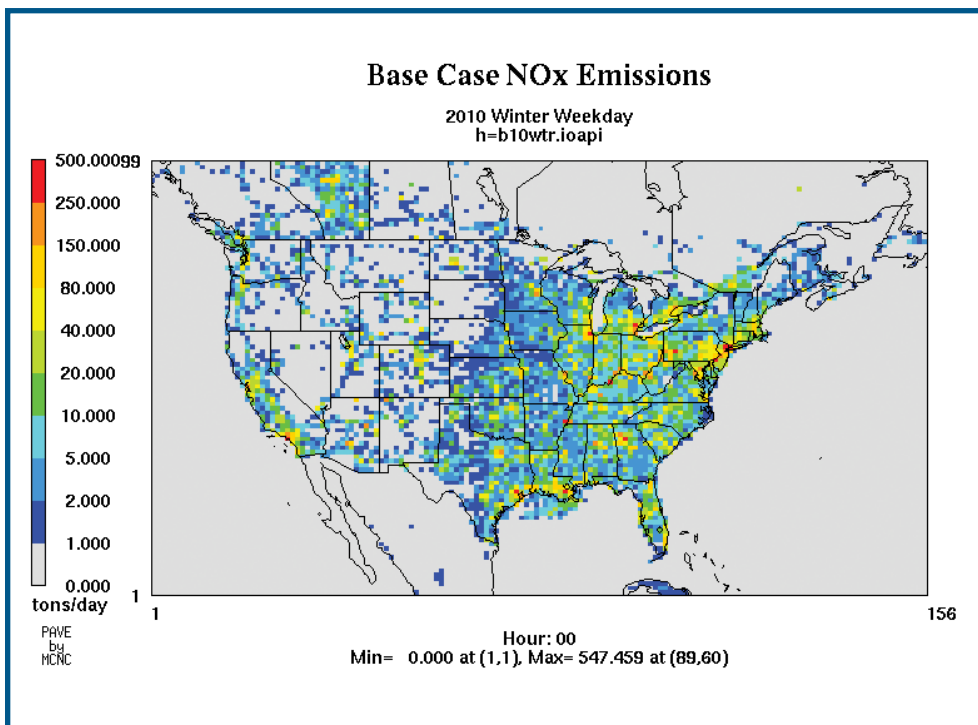 Base Case NOx Emissions
2010 Winter Weekday
h=b10wtr.ioapi
500.000
250.000
150.000
80.000
40.000
20.000
10.000
5.000
2.000
1.000
0.000
tons/day
PAVE
by
MCNC
99
1
1
156
Hour: 00
Min= 0.000 at (1,1), Max= 547.459 at (89,60)